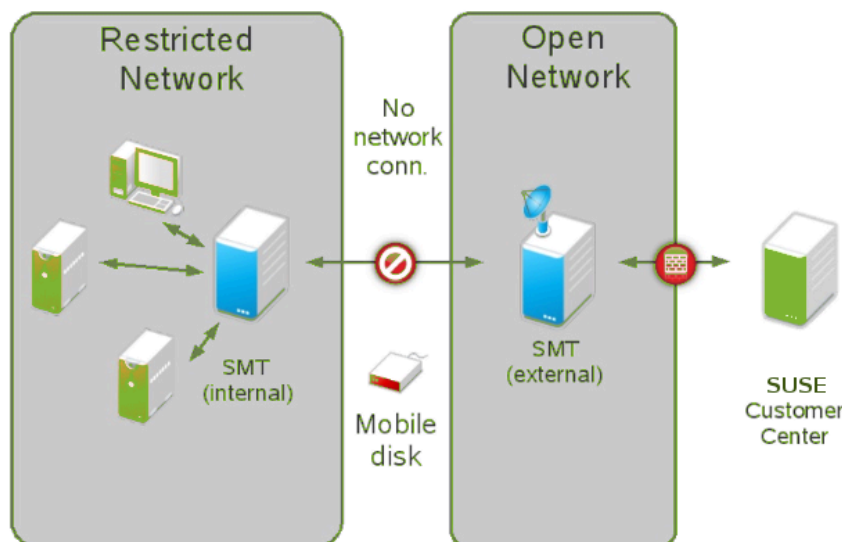 Restricted
Network
Open
Network
No
network
conn.
SMT
(internal)
SMT
(external)
Mobile
disk
SUSE
Customer
Center